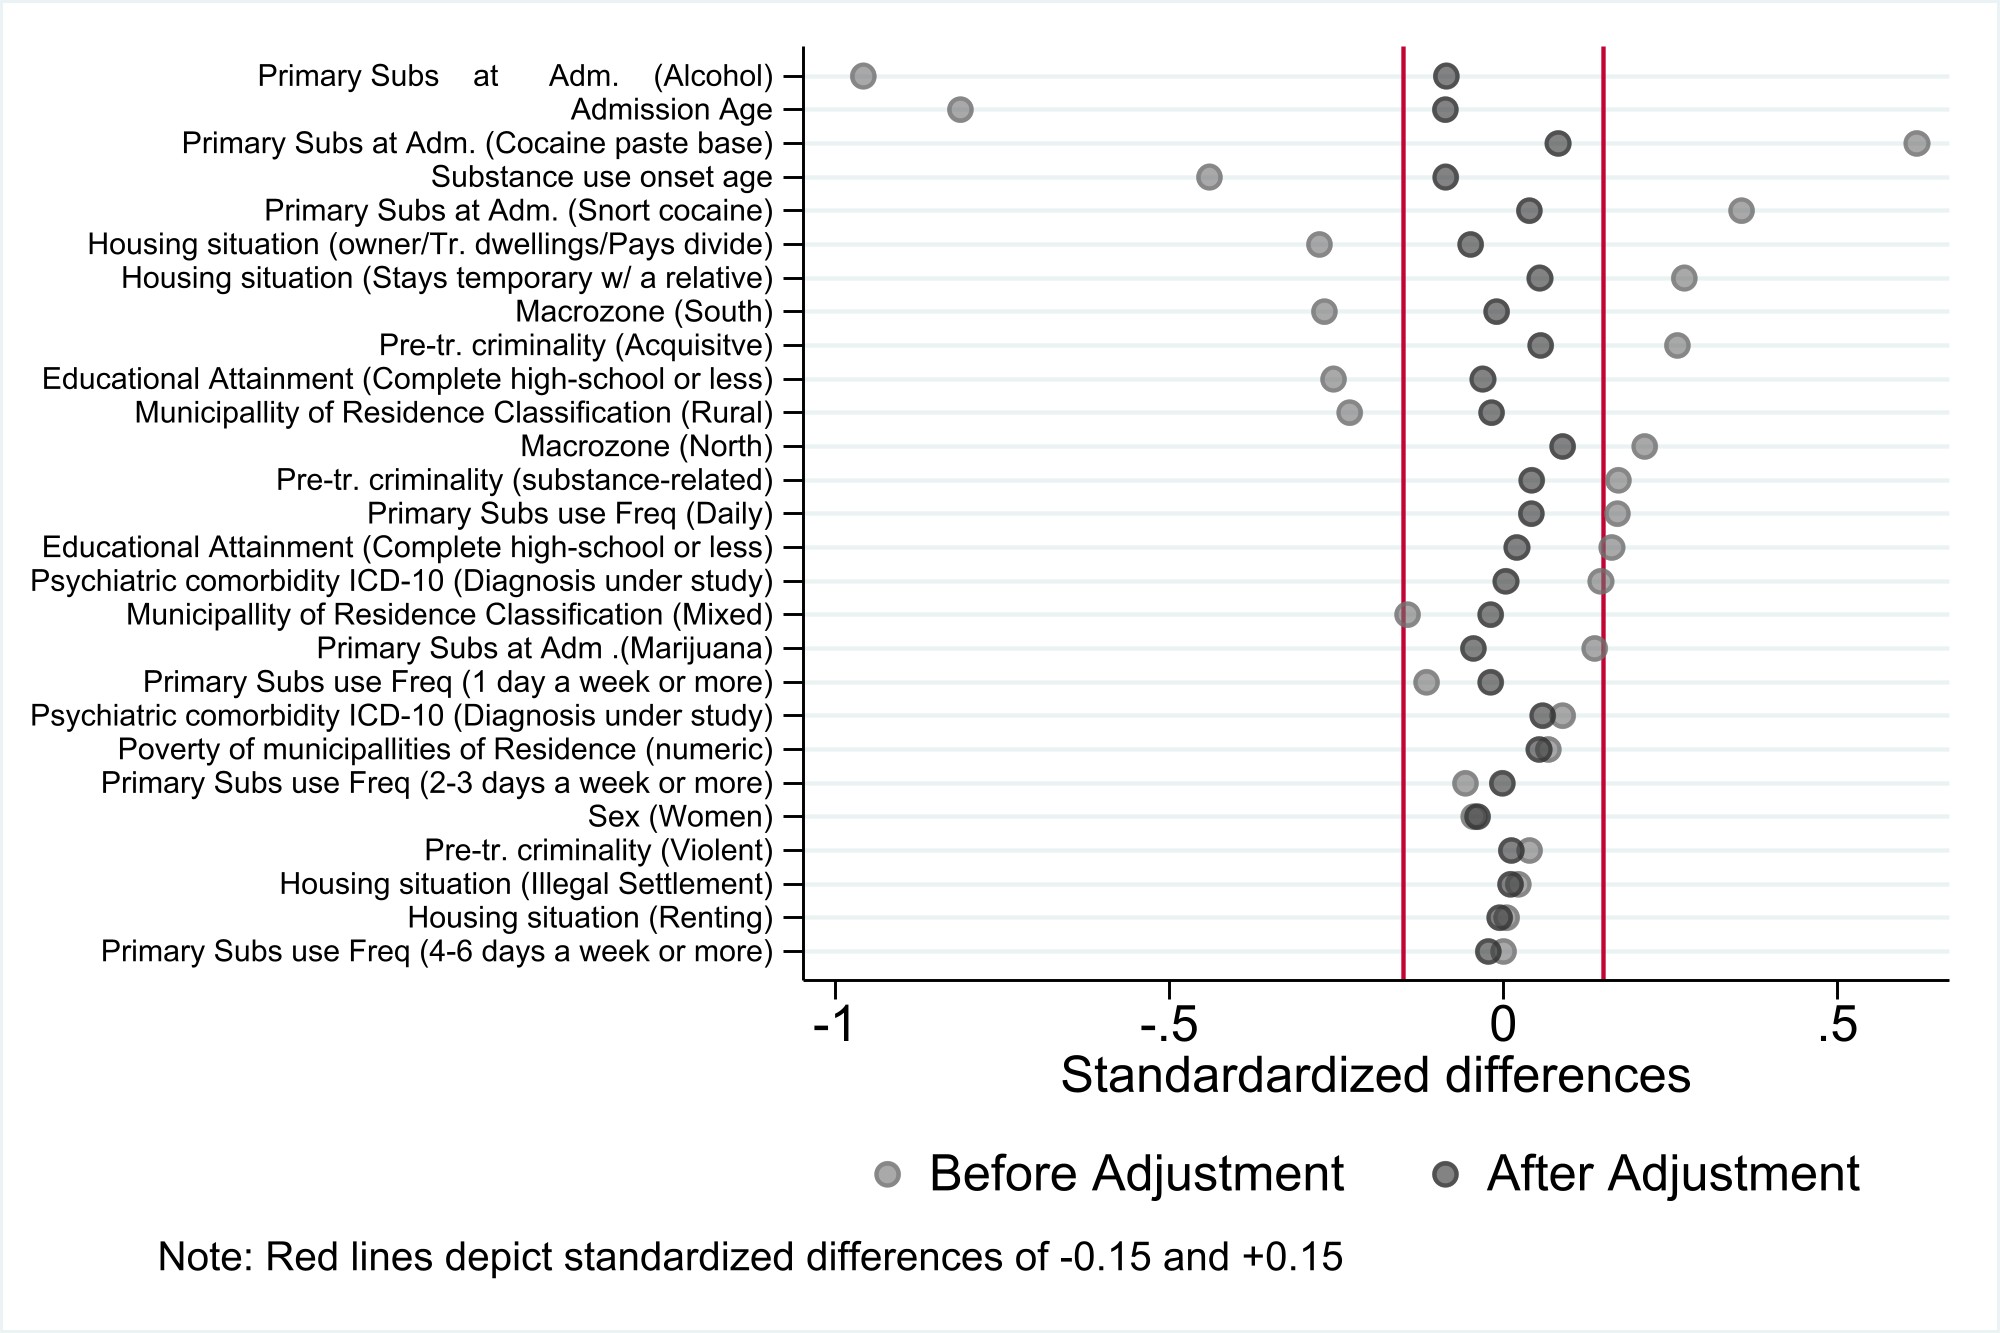 Primary Subs at Adm. (Alcohol)
Admission Age
Primary Subs at Adm. (Cocaine paste base)
Substance use onset age
Primary Subs at Adm. (Snort cocaine)
Housing situation (owner/Tr. dwellings/Pays divide)
Housing situation (Stays temporary w/ a relative)
Macrozone (South)
Pre-tr. criminality (Acquisitve)
Educational Attainment (Complete high-school or less)
Municipallity of Residence Classification (Rural)
Macrozone (North)
Pre-tr. criminality (substance-related)
Primary Subs use Freq (Daily)
Educational Attainment (Complete high-school or less)
Psychiatric comorbidity ICD-10 (Diagnosis under study)
Municipallity of Residence Classification (Mixed)
Primary Subs at Adm .(Marijuana)
Primary Subs use Freq (1 day a week or more)
Psychiatric comorbidity ICD-10 (Diagnosis under study)
Poverty of municipallities of Residence (numeric)
Primary Subs use Freq (2-3 days a week or more)
Sex (Women)
Pre-tr. criminality (Violent)
Housing situation (Illegal Settlement)
Housing situation (Renting)
Primary Subs use Freq (4-6 days a week or more)
-1 -.5 0 .5
Standardardized differences
Before Adjustment After Adjustment
Note: Red lines depict standardized differences of -0.15 and +0.15